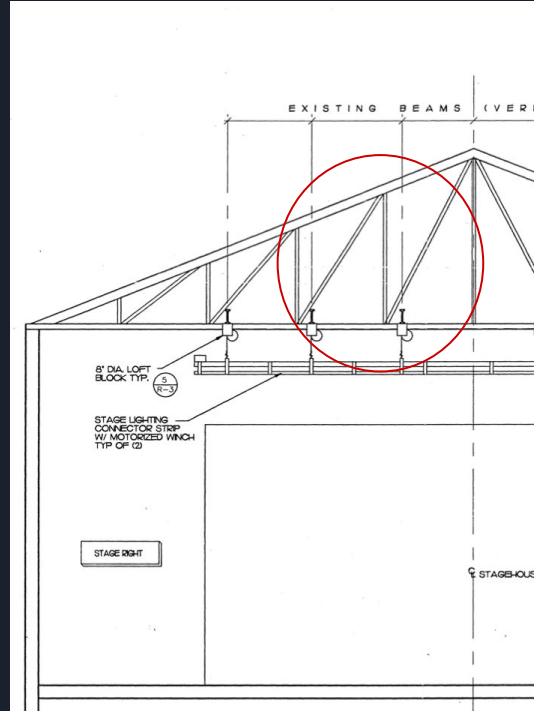 EXISTING BEAMS (VERI
8" DIA. LOFT
BLOCK TYP.
5
R-3
STAGE LIGHTING
CONNECTOR STRIP
W/ MOTORIZED WINCH
TYP OF (2)
STAGE RIGHT
℄ STAGEHOUS